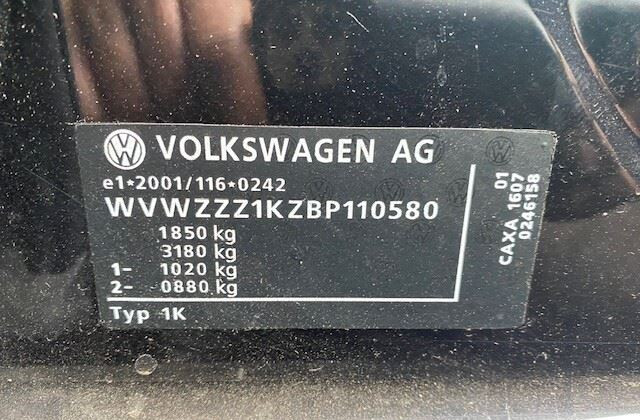 VOLKSWAGEN AG
e1*2001/116*0242
WVWZZZ1KZBP110580
1850 kg
3180 kg
1- 1020 kg
2- 0880 kg
Typ 1K
01
CAXA 1607
0246158